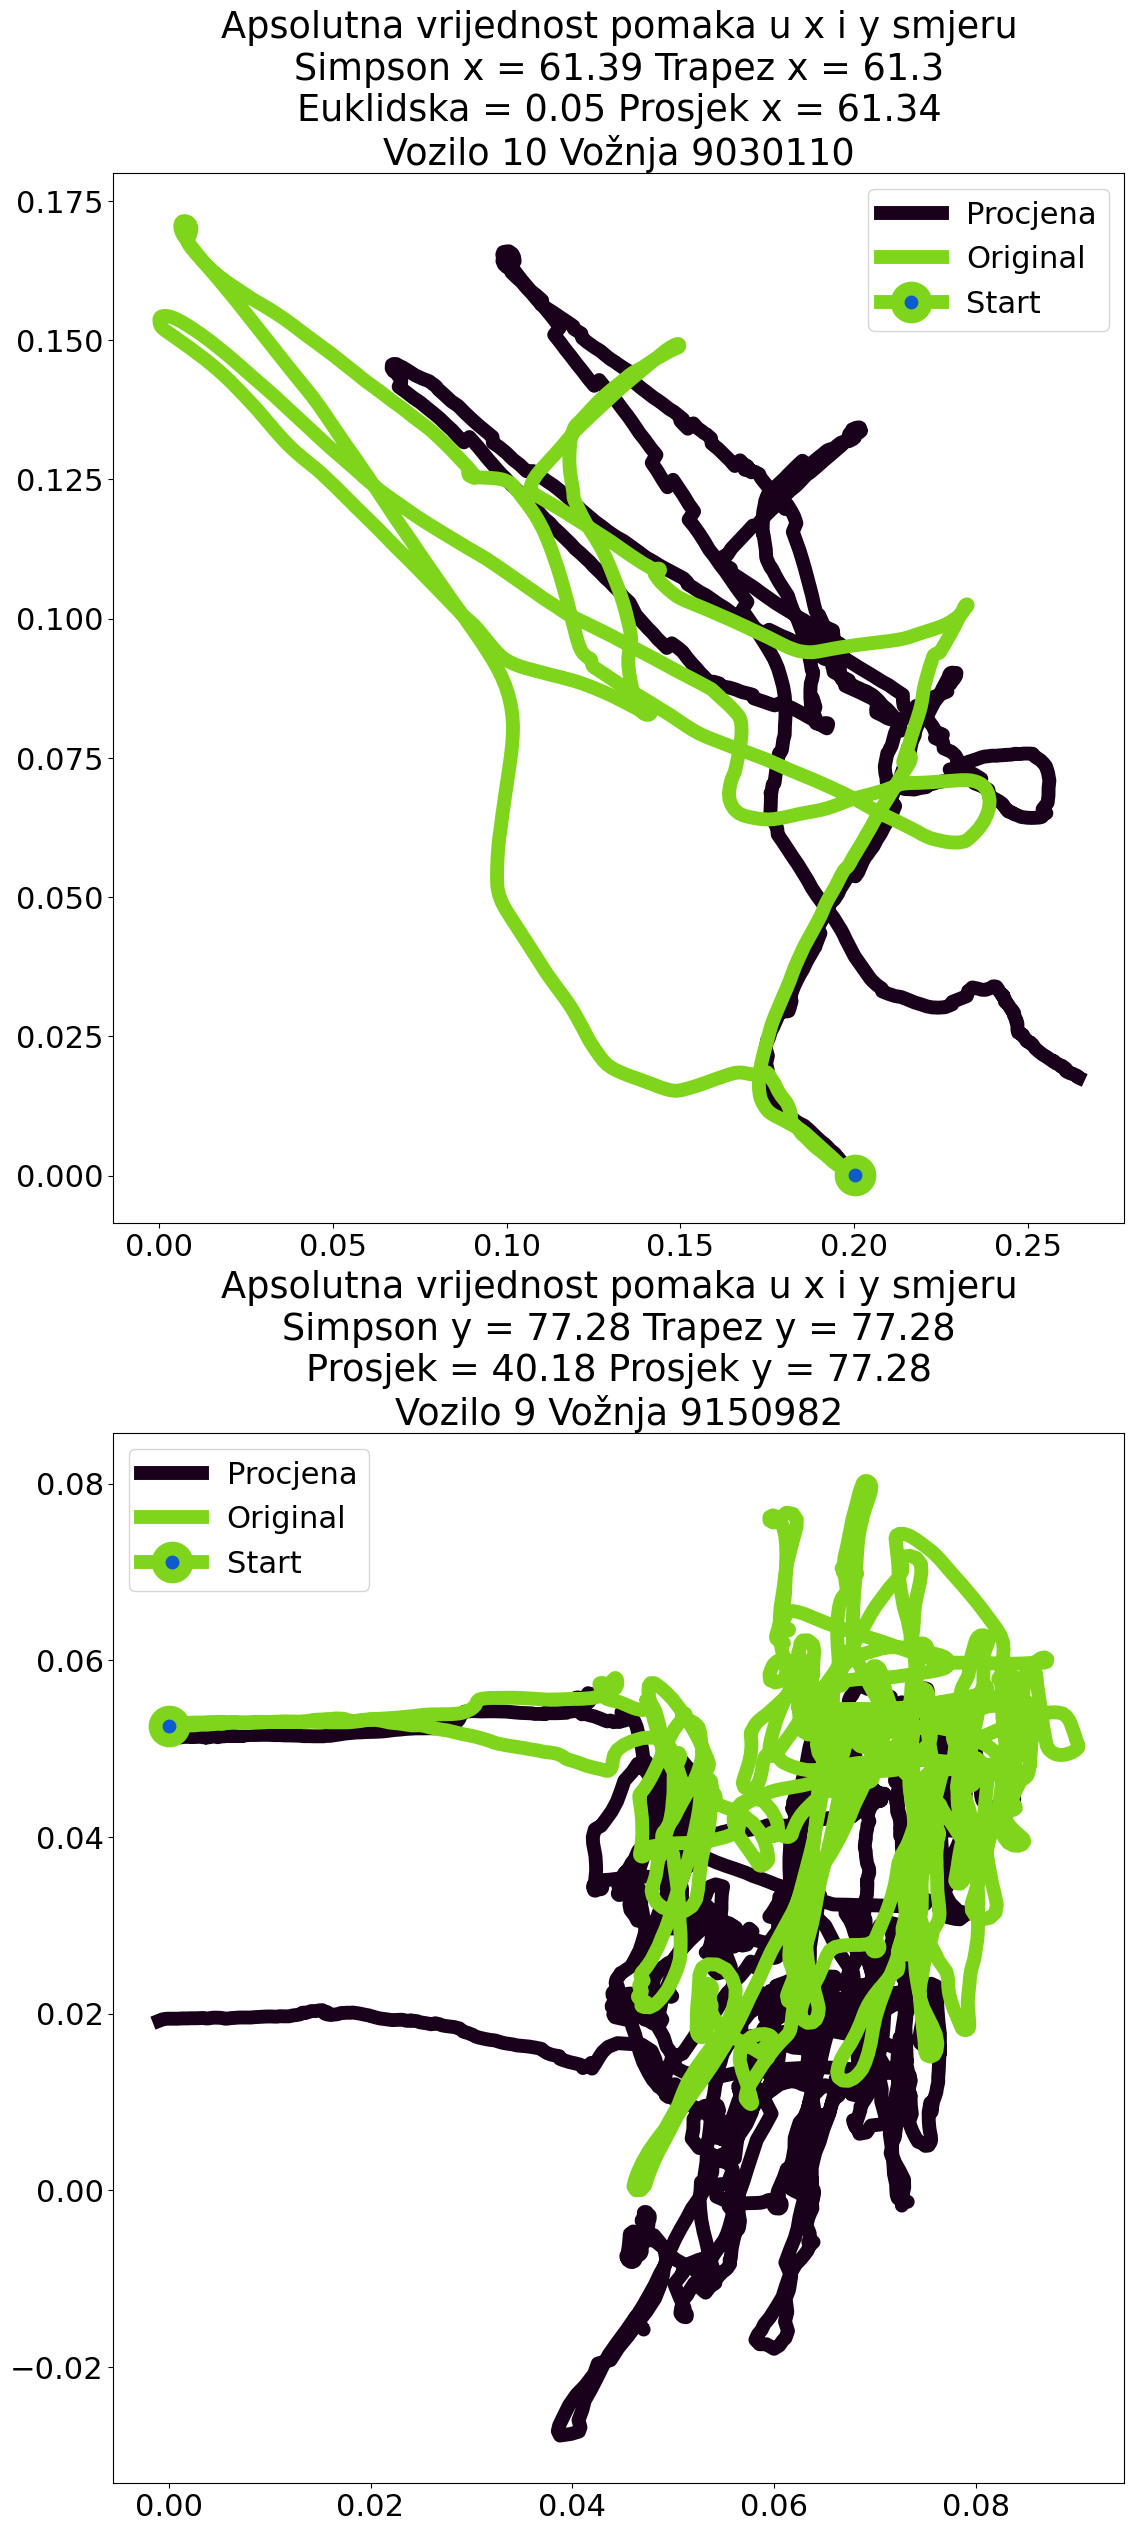 Apsolutna vrijednost pomaka u x i y smjeru
Simpson x = 61.39 Trapez x = 61.3
Euklidska = 0.05 Prosjek x = 61.34
Vozilo 10 Vožnja 9030110
Procjena
Original
Start
0.175
0.150
0.125
0.100
0.075
0.050
0.025
0.000
0.00 0.05 0.10 0.15 0.20 0.25
Apsolutna vrijednost pomaka u x i y smjeru
Simpson y = 77.28 Trapez y = 77.28
Prosjek = 40.18 Prosjek y = 77.28
Vozilo 9 Vožnja 9150982
Procjena
Original
Start
0.08
0.06
0.04
0.02
0.00
−0.02
0.00 0.02 0.04 0.06 0.08